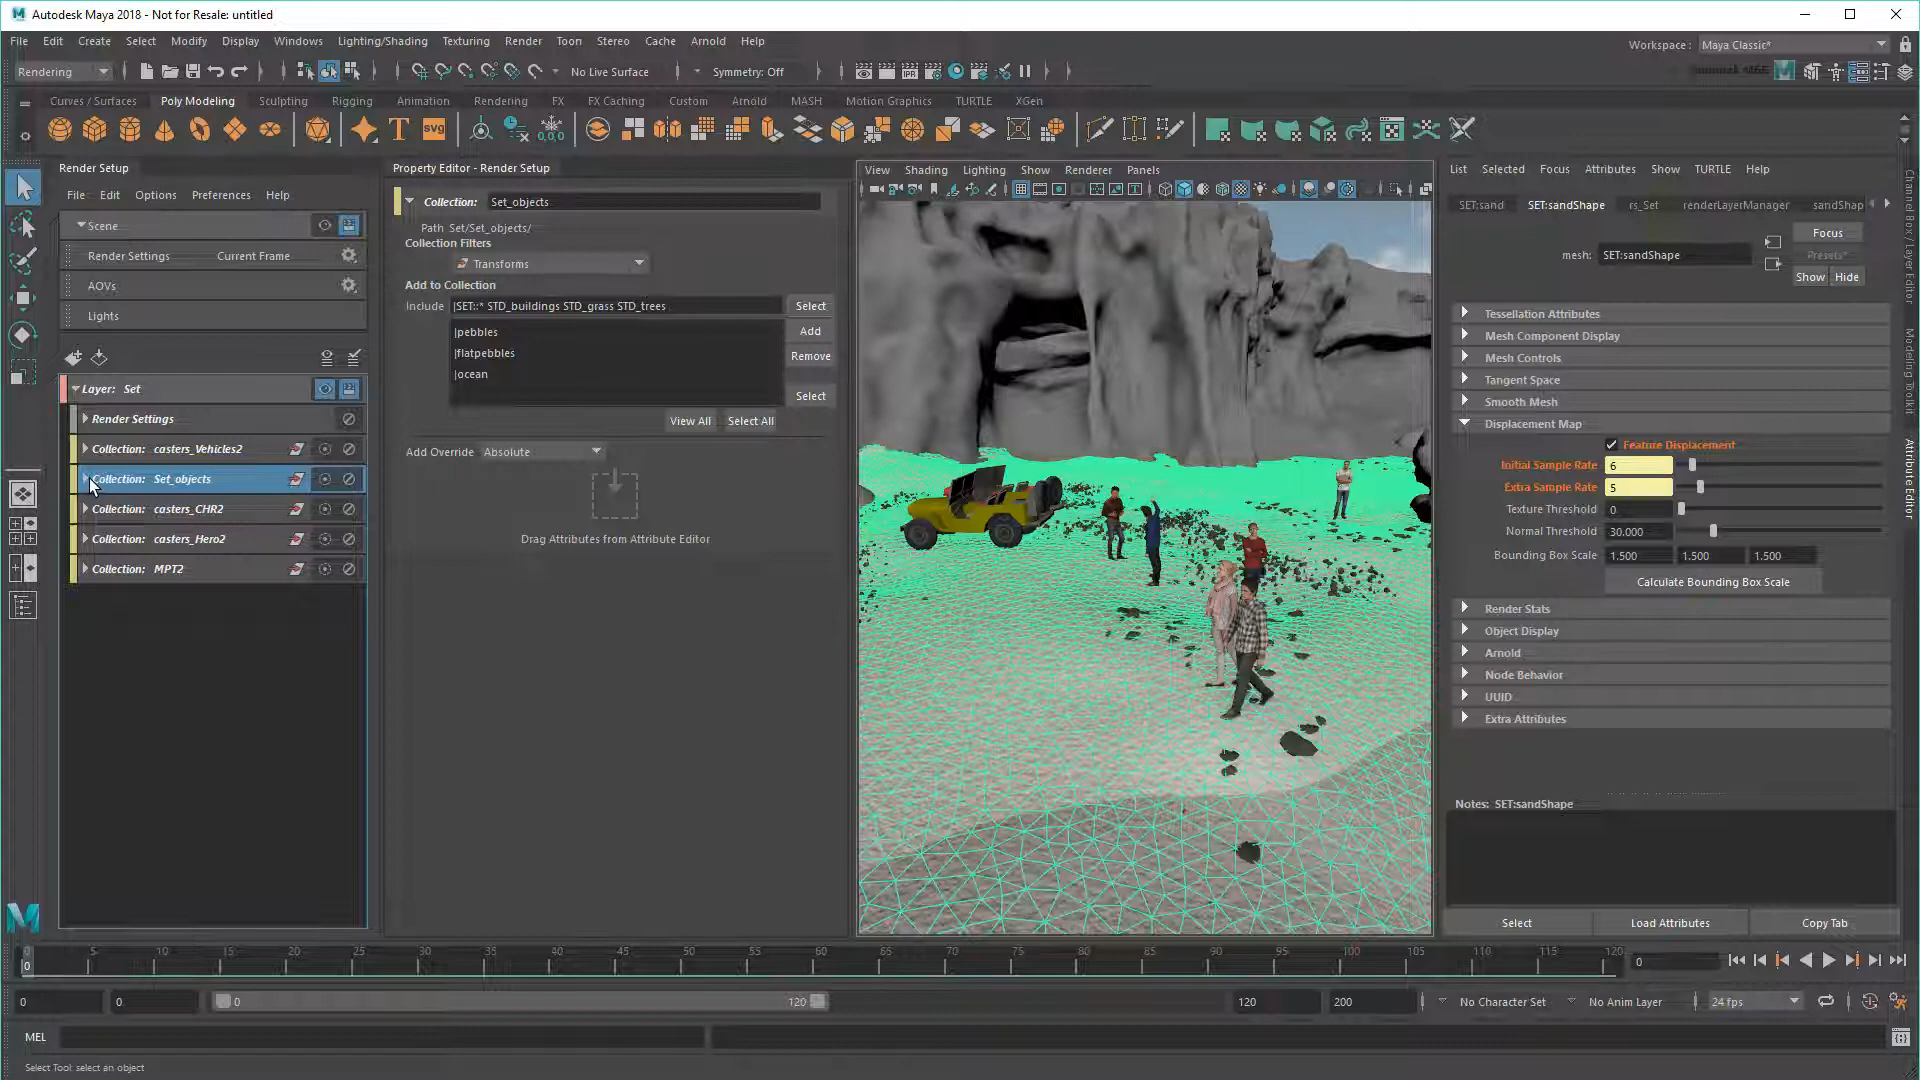 Autodesk Maya 2018 - Not for Resale: untitled
File Edit Create Select Modify Display Windows Lighting/Shading Texturing Render Toon Stereo Cache Arnold Help
Workspace : Maya Classic*
Rendering
No Live Surface
Symmetry: Off
IPR
Curves / Surfaces Poly Modeling Sculpting Rigging Animation Rendering FX FX Caching Custom Arnold MASH Motion Graphics TURTLE XGen
SVG
Render Setup
File Edit Options Preferences Help
Scene
Render Settings Current Frame
AOVs
Lights
Layer: Set
Render Settings
Collection: casters_Vehicles2
Collection: Set_objects
Collection: casters_CHR2
Collection: casters_Hero2
Collection: MPT2
Property Editor - Render Setup
Collection: Set_objects
Path Set/Set_objects/
Collection Filters
Transforms
Add to Collection
Include |SET::* STD_buildings STD_grass STD_trees Select
|pebbles Add
|flatpebbles Remove
|ocean
Select
View All Select All
Add Override Absolute
Drag Attributes from Attribute Editor
View Shading Lighting Show Renderer Panels
List Selected Focus Attributes Show TURTLE Help
SET:sand SET:sandShape rs_Set renderLayerManager sandShap
Focus
mesh: SET:sandShape
Presets*
Show Hide
Tessellation Attributes
Mesh Component Display
Mesh Controls
Tangent Space
Smooth Mesh
Displacement Map
Feature Displacement
Initial Sample Rate 6
Extra Sample Rate 5
Texture Threshold 0
Normal Threshold 30.000
Bounding Box Scale 1.500 1.500 1.500
Calculate Bounding Box Scale
Render Stats
Object Display
Arnold
Node Behavior
UUID
Extra Attributes
Notes: SET:sandShape
Select Load Attributes Copy Tab
Channel Box / Layer Editor
Modeling Toolkit
Attribute Editor
0 5 10 15 20 25 30 35 40 45 50 55 60 65 70 75 80 85 90 95 100 105 110 115 120
0
0
0 0 0 120 120 200 No Character Set No Anim Layer 24 fps
MEL
Select Tool: select an object